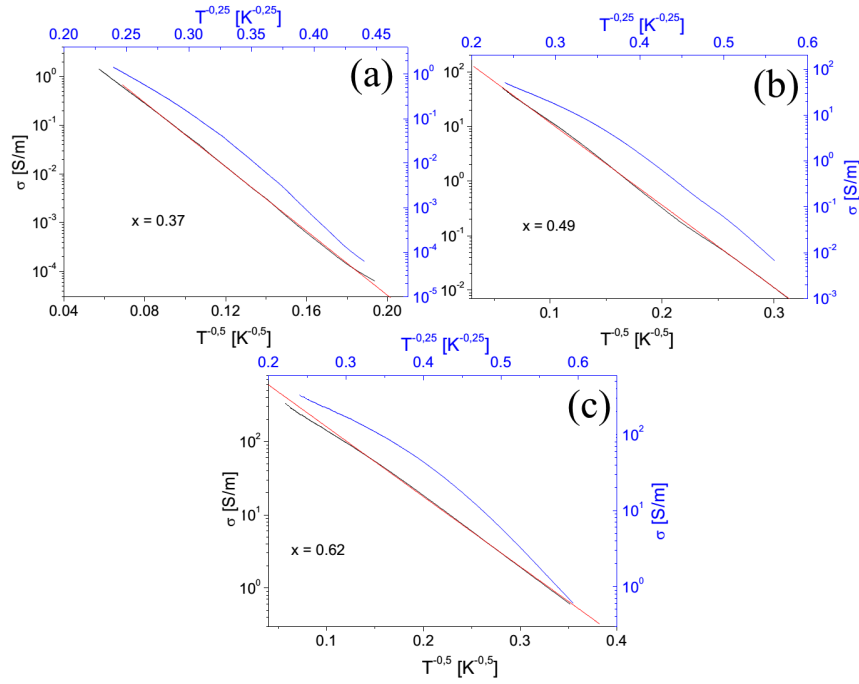 T^-0,25 [K^-0,25]
0.25 0.30 0.35 0.40 0.45
(a)
σ [S/m]
10^0
10^-1
10^-2
10^-3
10^-4
10^0
10^-1
10^-2
10^-3
10^-4
10^-5
x = 0.37
0.04 0.08 0.12 0.16 0.20
T^-0,5 [K^-0,5]
T^-0,25 [K^-0,25]
0.2 0.3 0.4 0.5 0.6
(b)
σ [S/m]
10^2
10^1
10^0
10^-1
10^-2
10^2
10^1
10^0
10^-1
10^-2
10^-3
σ [S/m]
x = 0.49
0.1 0.2 0.3
T^-0,5 [K^-0,5]
T^-0,25 [K^-0,25]
0.2 0.3 0.4 0.5 0.6
(c)
σ [S/m]
10^2
10^1
10^0
10^2
10^1
10^0
σ [S/m]
x = 0.62
0.1 0.2 0.3 0.4
T^-0,5 [K^-0,5]